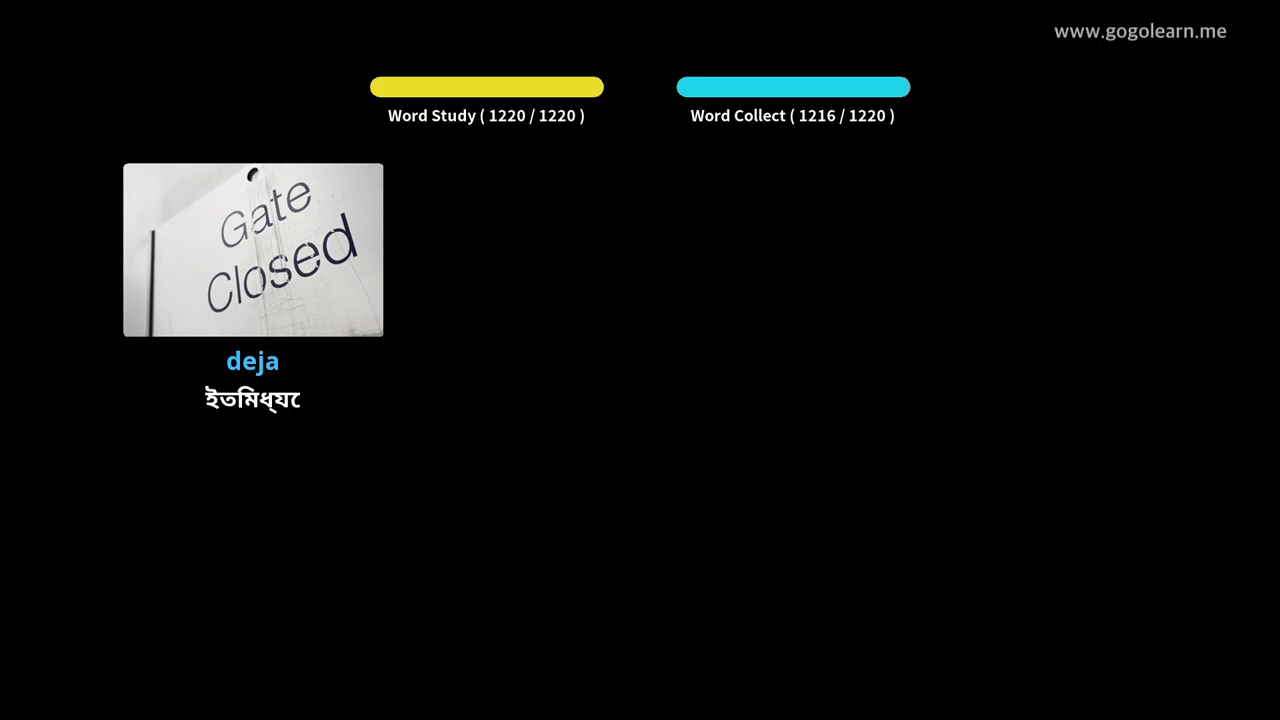 www.gogolearn.me
Word Study ( 1220 / 1220 )
Word Collect ( 1216 / 1220 )
Gate
Closed
deja
ইতমিধ্যে